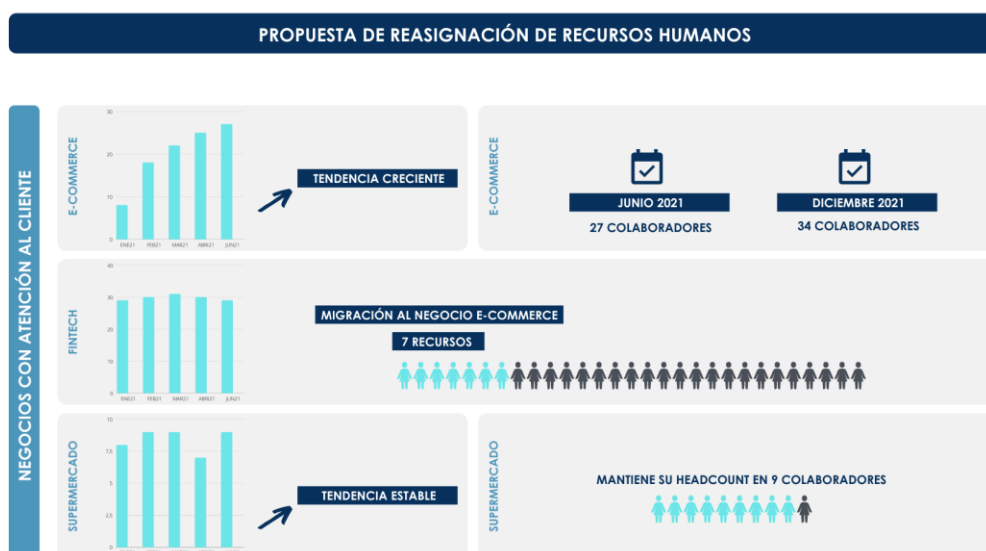 PROPUESTA DE REASIGNACIÓN DE RECURSOS HUMANOS
NEGOCIOS CON ATENCIÓN AL CLIENTE
E-COMMERCE
30
20
10
0
ENE21 FEB21 MAR21 ABR21 JUN21
TENDENCIA CRECIENTE
E-COMMERCE
JUNIO 2021
27 COLABORADORES
DICIEMBRE 2021
34 COLABORADORES
FINTECH
40
30
20
10
0
ENE21 FEB21 MAR21 ABR21 JUN21
MIGRACIÓN AL NEGOCIO E-COMMERCE
7 RECURSOS
SUPERMERCADO
10
7,5
5
2,5
0
TENDENCIA ESTABLE
SUPERMERCADO
MANTIENE SU HEADCOUNT EN 9 COLABORADORES